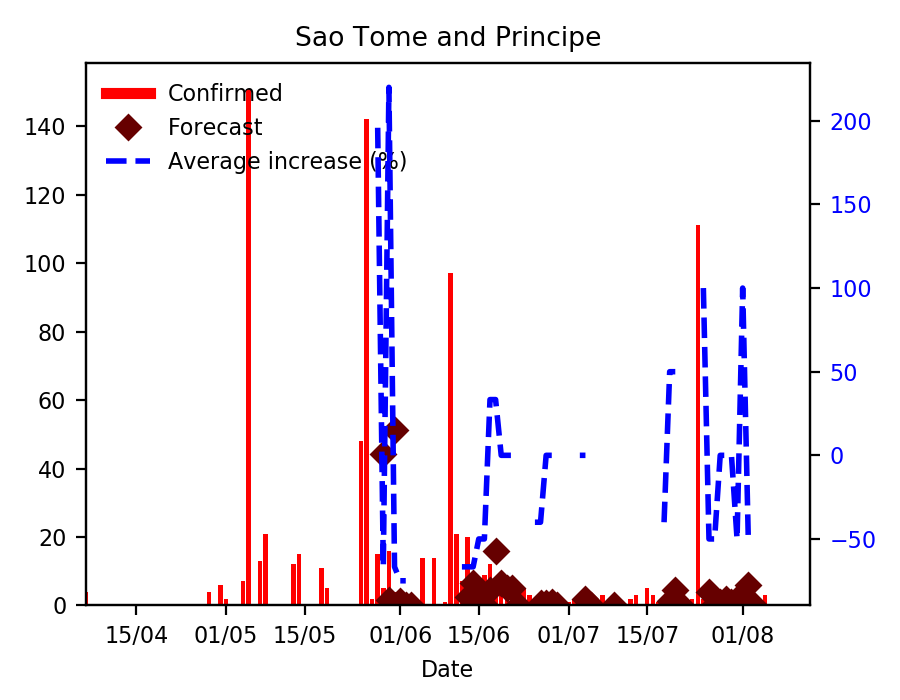 Sao Tome and Principe
Confirmed
Forecast
Average increase (%)
140
120
100
80
60
40
20
0
200
150
100
50
0
−50
15/04 01/05 15/05 01/06 15/06 01/07 15/07 01/08
Date